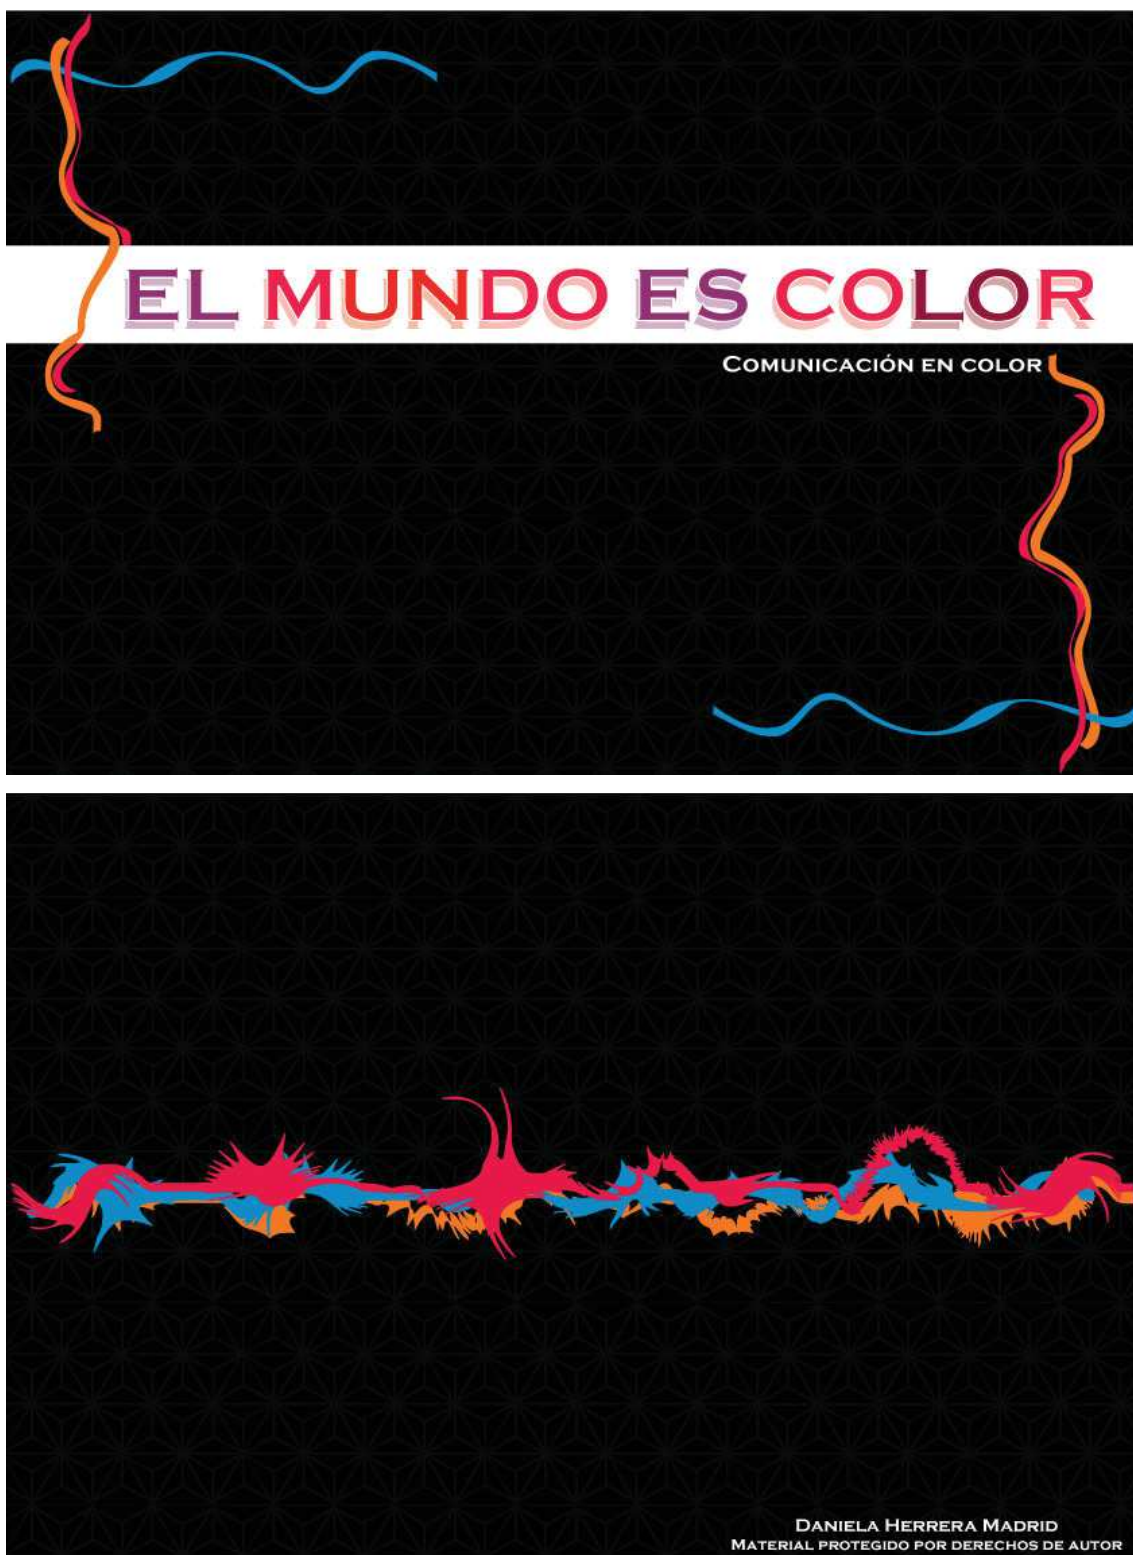 EL MUNDO ES COLOR
COMUNICACIÓN EN COLOR
DANIELA HERRERA MADRID
MATERIAL PROTEGIDO POR DERECHOS DE AUTOR